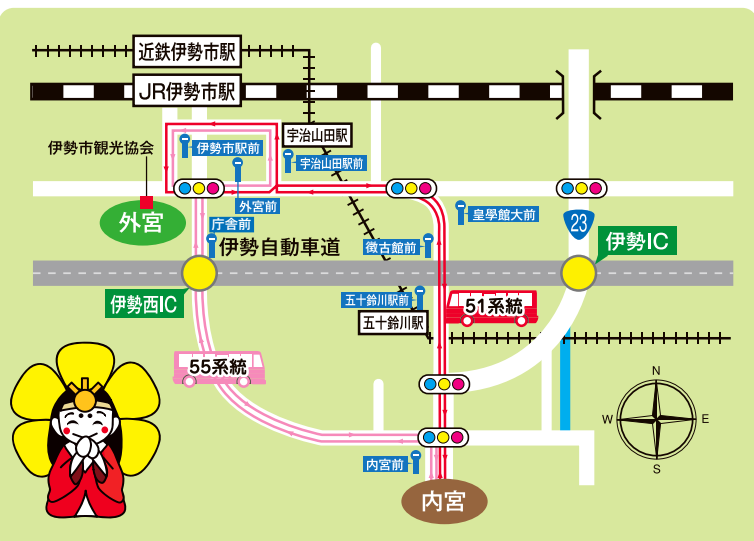 近鉄伊勢市駅
JR伊勢市駅
伊勢市観光協会
伊勢市駅前
宇治山田駅
宇治山田駅前
外宮前
外宮
庁舎前
皇學館大前
徴古館前
23
伊勢自動車道
伊勢IC
伊勢西IC
五十鈴川駅前
51系統
五十鈴川駅
55系統
N
W
E
S
内宮前
内宮